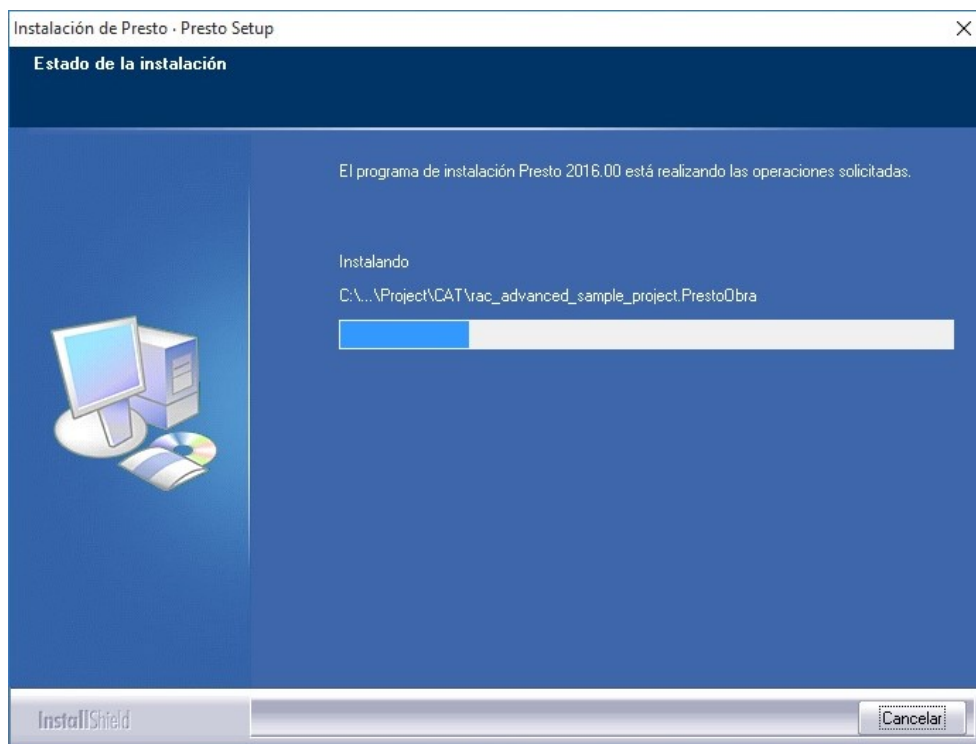 Instalación de Presto - Presto Setup
Estado de la instalación
El programa de instalación Presto 2016.00 está realizando las operaciones solicitadas.
Instalando
C:\...\Project\CAT\rac_advanced_sample_project.PrestoObra
InstallShield
Cancelar